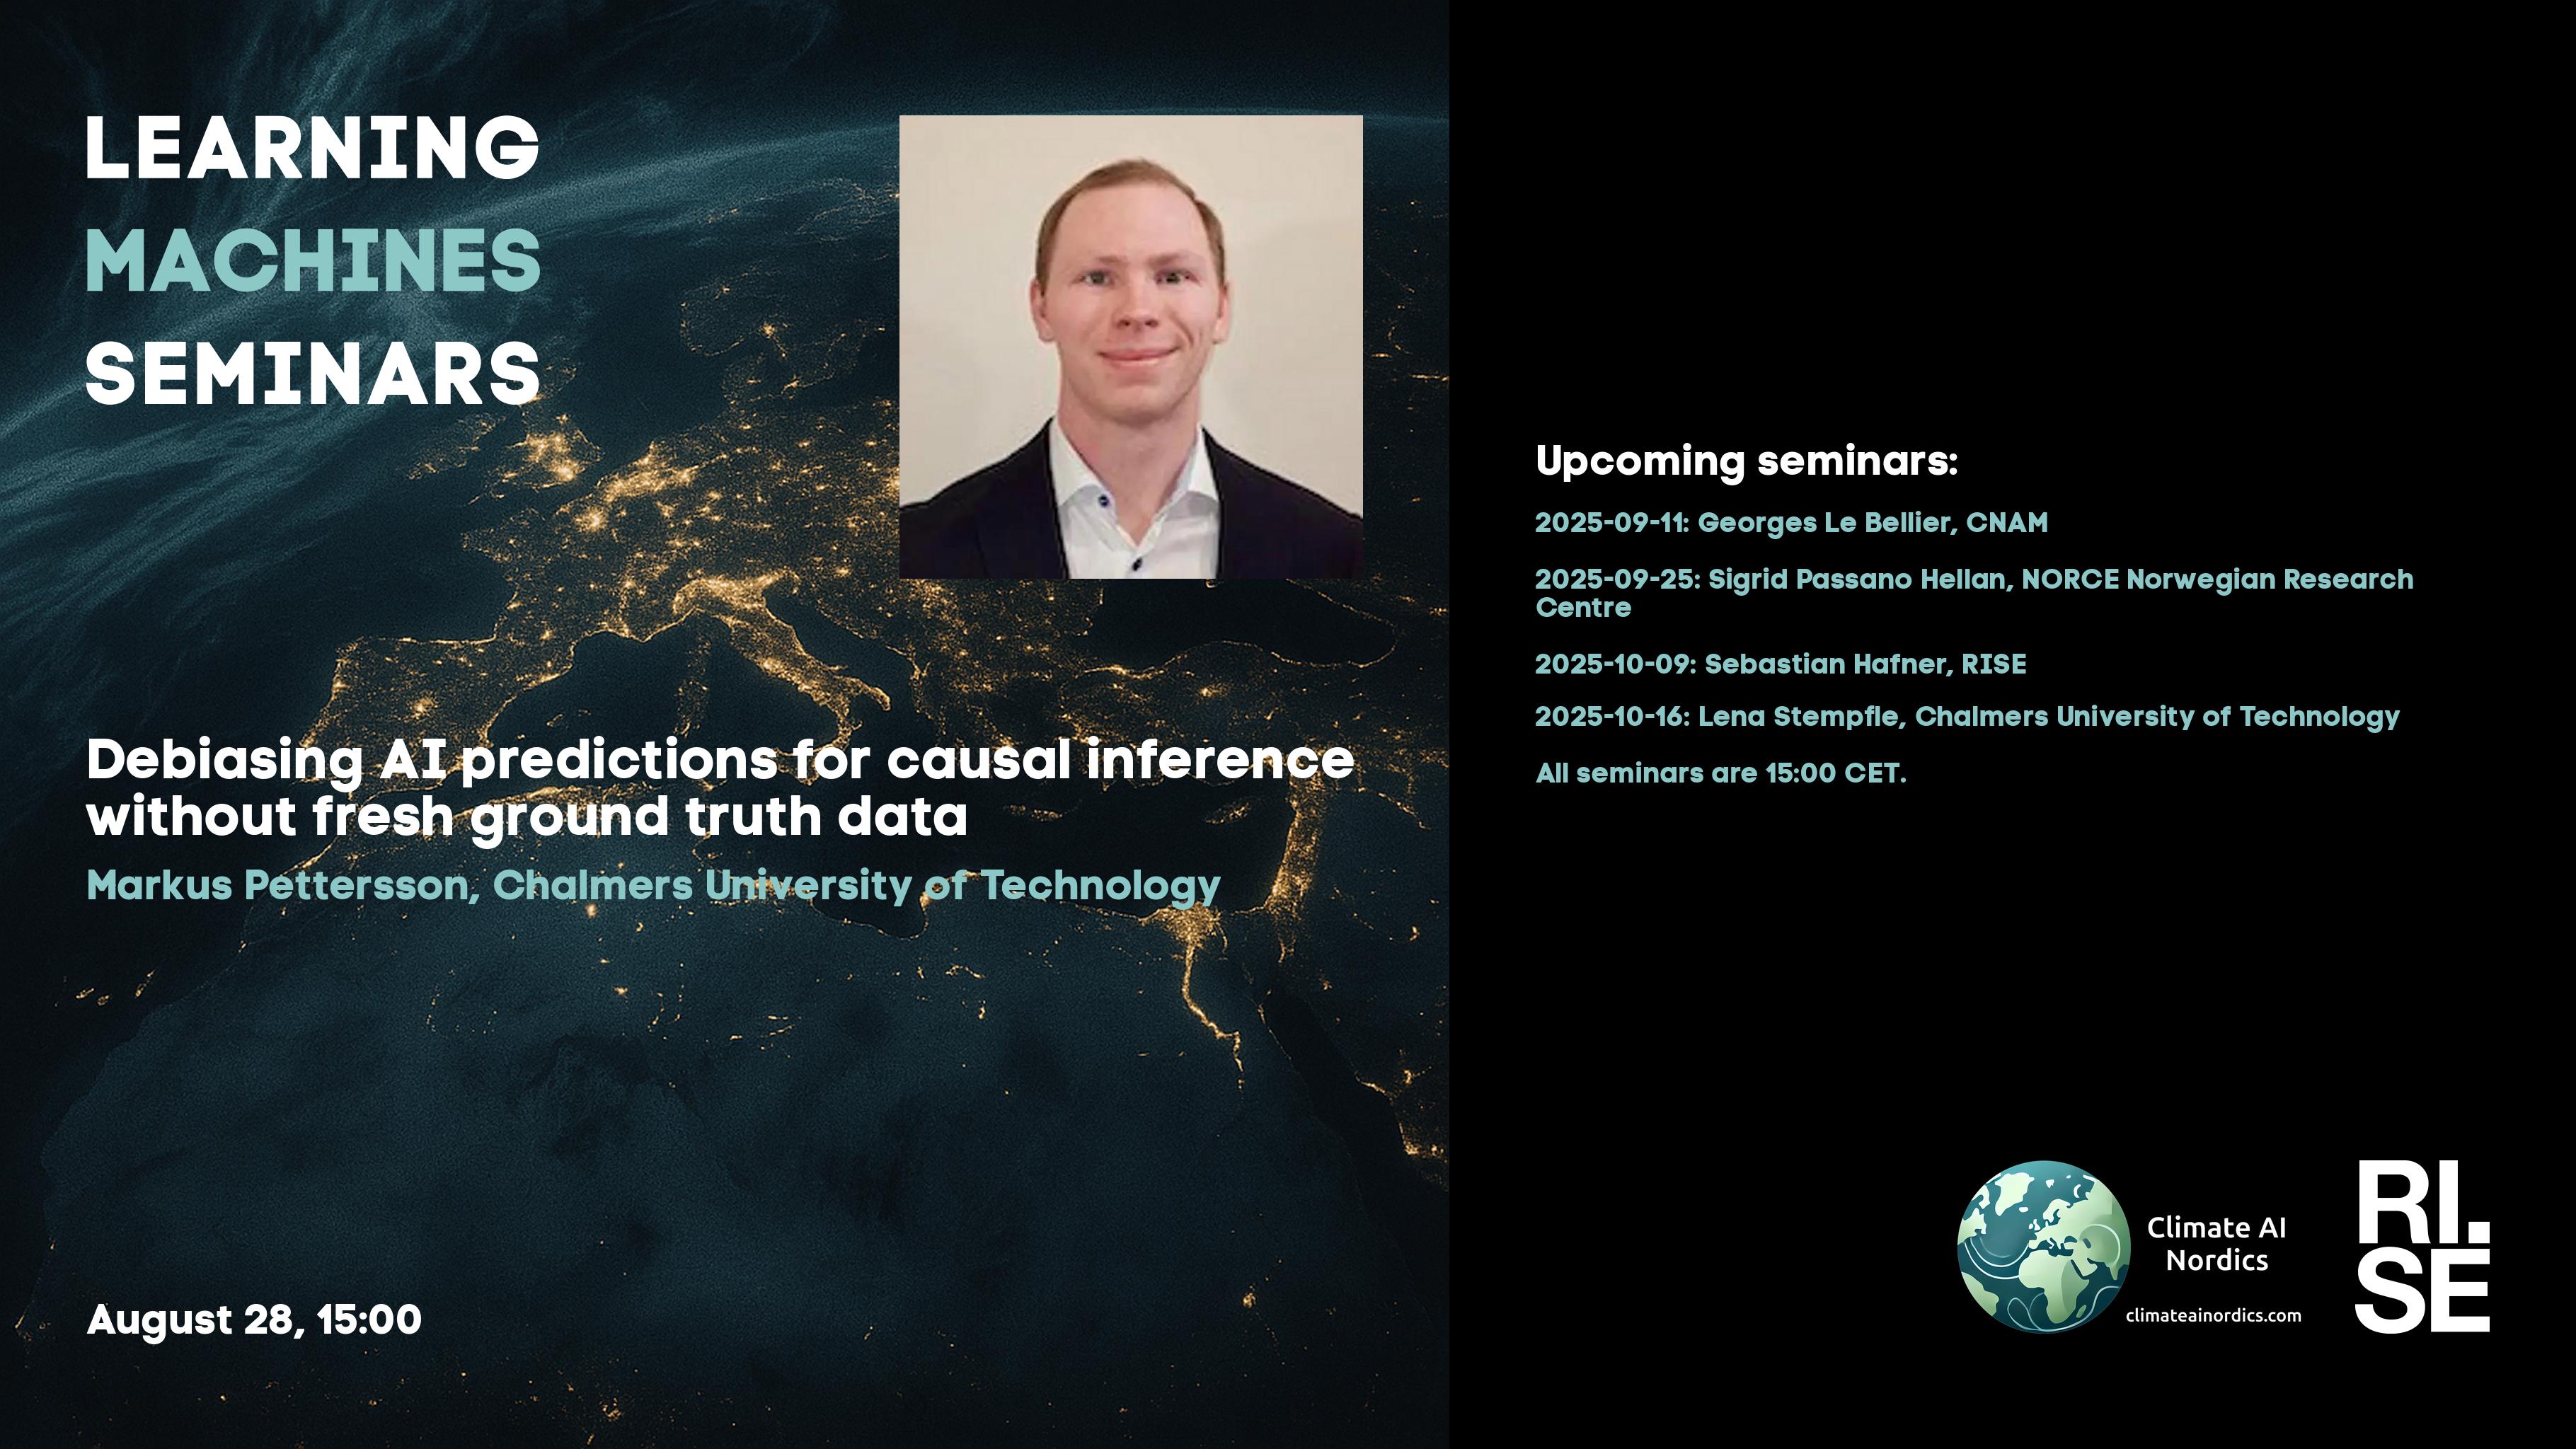 LEARNING
MACHINES
SEMINARS
Debiasing AI predictions for causal inference
without fresh ground truth data
Markus Pettersson, Chalmers University of Technology
August 28, 15:00
Upcoming seminars:
2025-09-11: Georges Le Bellier, CNAM
2025-09-25: Sigrid Passano Hellan, NORCE Norwegian Research
Centre
2025-10-09: Sebastian Hafner, RISE
2025-10-16: Lena Stempfle, Chalmers University of Technology
All seminars are 15:00 CET.
Climate AI
Nordics
climateainordics.com
RI.
SE